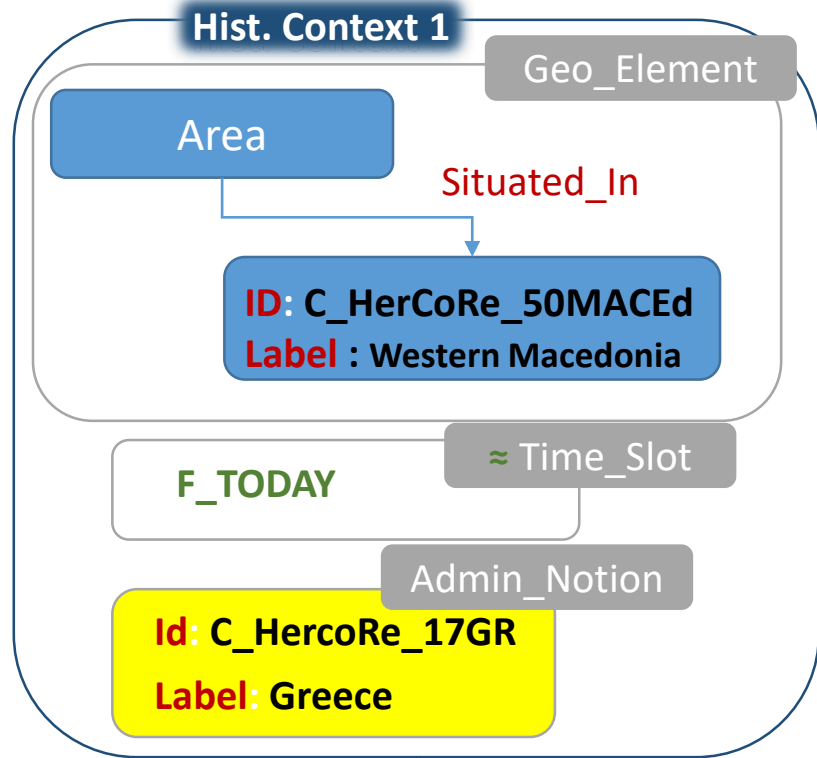 Hist. Context 1
Geo_Element
Area
Situated_In
ID: C_HerCoRe_50MACEd
Label : Western Macedonia
≈ Time_Slot
F_TODAY
Admin_Notion
Id: C_HercoRe_17GR
Label: Greece